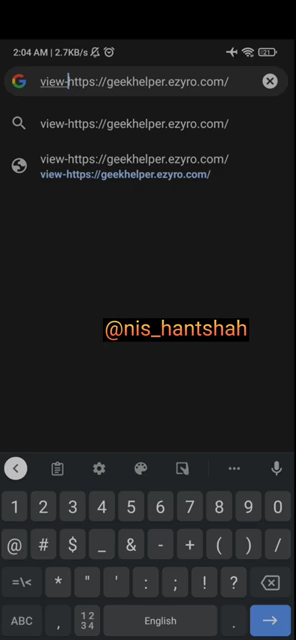 2:04 AM | 2.7KB/s
21
view-https://geekhelper.ezyro.com/
view-https://geekhelper.ezyro.com/
view-https://geekhelper.ezyro.com/
view-https://geekhelper.ezyro.com/
@nis_hantshah
1 2 3 4 5 6 7 8 9 0
@ # $ _ & - + ( ) /
=\< * " ' : ; ! ?
ABC , 12 34 English .